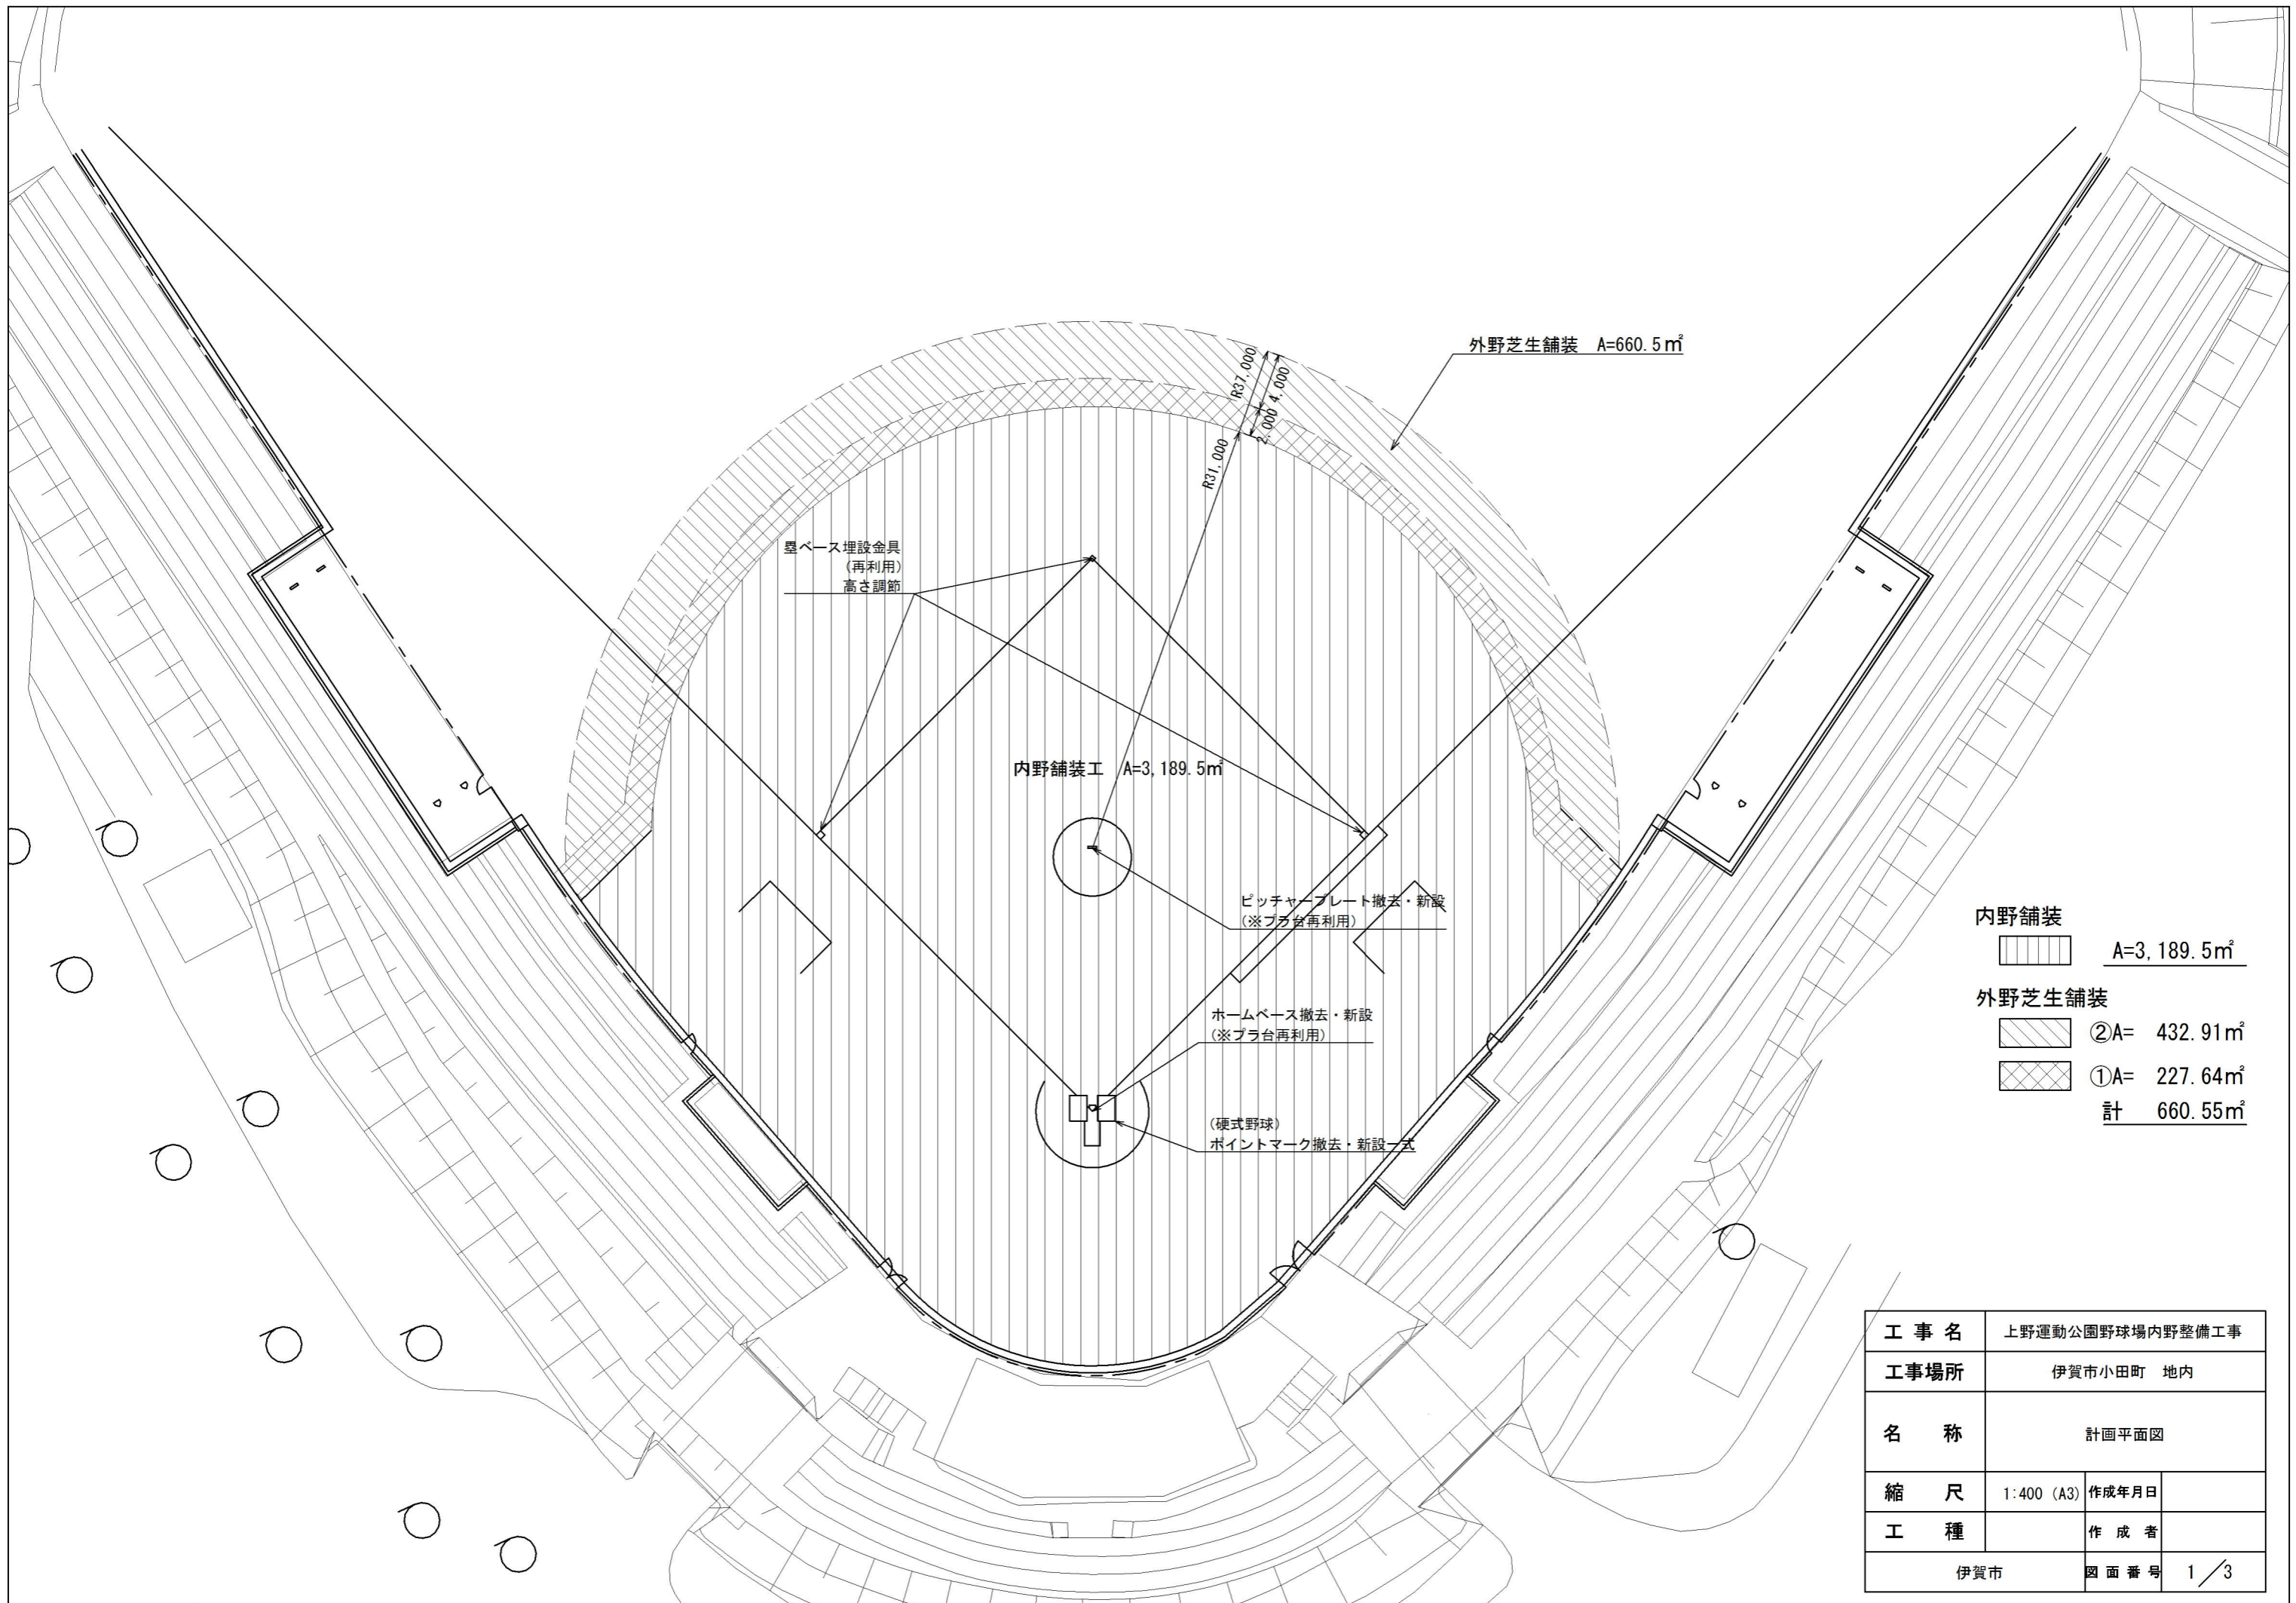 外野芝生舗装　A=660.5㎡
R37,000
4,000
2,000
R31,000
塁ベース埋設金具
(再利用)
高さ調節
内野舗装工　A=3,189.5㎡
ピッチャープレート撤去・新設
(※プラ台再利用)
ホームベース撤去・新設
(※プラ台再利用)
(硬式野球)
ポイントマーク撤去・新設一式
内野舗装
A=3,189.5㎡
外野芝生舗装
②A=　432.91㎡
①A=　227.64㎡
計　660.55㎡
工事名　上野運動公園野球場内野整備工事
工事場所　伊賀市小田町　地内
名称　計画平面図
縮尺　1:400 (A3)　作成年月日
工種　作成者
伊賀市　図面番号　1／3